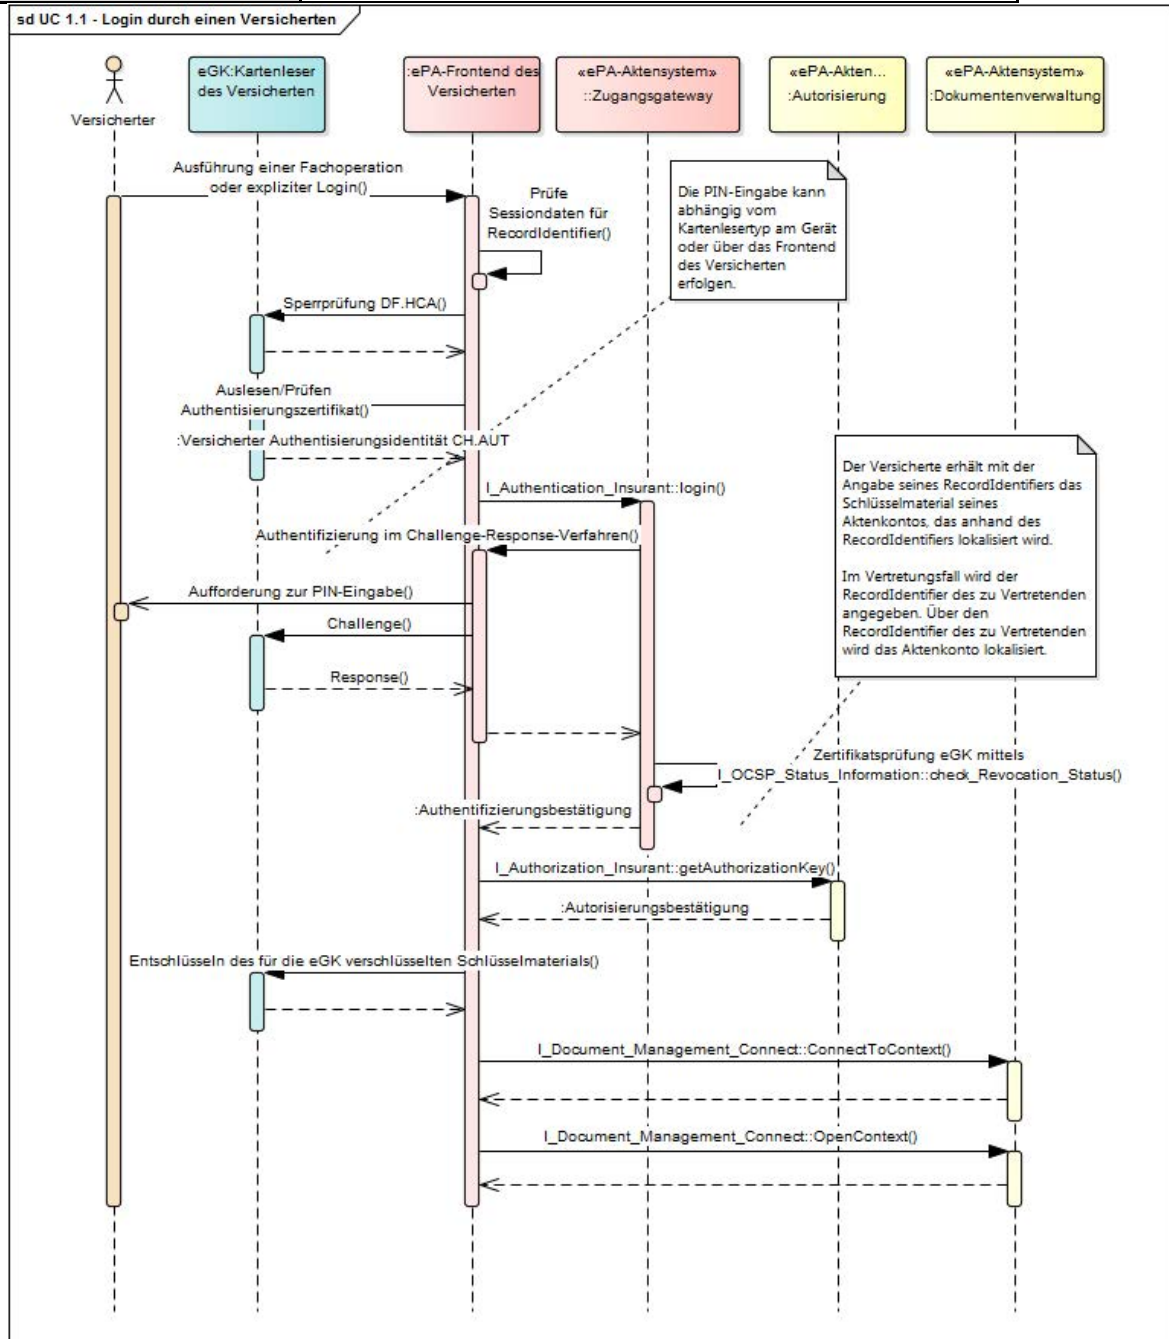 sd UC 1.1 - Login durch einen Versicherten
Versicherter
eGK:Kartenleser
des Versicherten
:ePA-Frontend des
Versicherten
«ePA-Aktensystem»
::Zugangsgateway
«ePA-Akten...
:Autorisierung
«ePA-Aktensystem»
:Dokumentenverwaltung
Ausführung einer Fachoperation
oder expliziter Login()
Prüfe
Sessiondaten für
RecordIdentifier()
Die PIN-Eingabe kann
abhängig vom
Kartenlesertyp am Gerät
oder über das Frontend
des Versicherten
erfolgen.
Sperrprüfung DF.HCA()
Auslesen/Prüfen
Authentisierungszertifikat()
:Versicherter Authentisierungsidentität CH.AUT
Der Versicherte erhält mit der
Angabe seines RecordIdentifiers das
Schlüsselmaterial seines
Aktenkontos, das anhand des
RecordIdentifiers lokalisiert wird.
Im Vertretungsfall wird der
RecordIdentifier des zu Vertretenden
angegeben. Über den
RecordIdentifier des zu Vertretenden
wird das Aktenkonto lokalisiert.
I_Authentication_Insurant::login()
Authentifizierung im Challenge-Response-Verfahren()
Aufforderung zur PIN-Eingabe()
Challenge()
Response()
Zertifikatsprüfung eGK mittels
I_OCSP_Status_Information::check_Revocation_Status()
:Authentifizierungsbestätigung
I_Authorization_Insurant::getAuthorizationKey()
:Autorisierungsbestätigung
Entschlüsseln des für die eGK verschlüsselten Schlüsselmaterials()
I_Document_Management_Connect::ConnectToContext()
I_Document_Management_Connect::OpenContext()